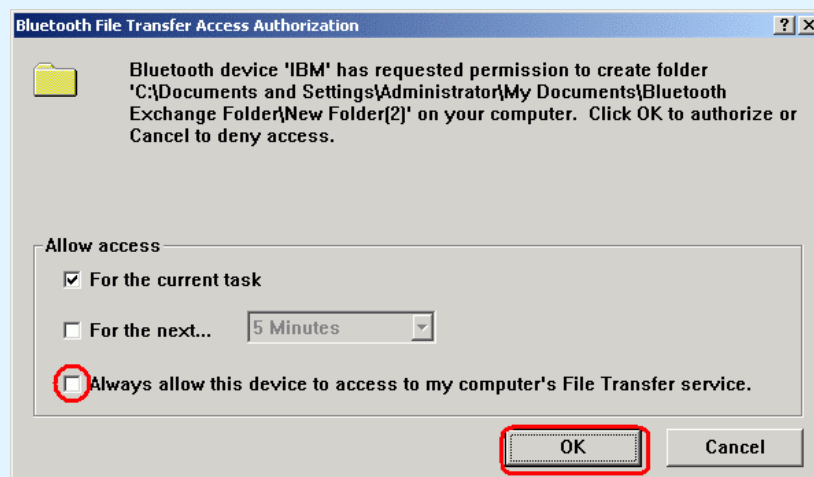 Bluetooth File Transfer Access Authorization
Bluetooth device 'IBM' has requested permission to create folder
'C:\Documents and Settings\Administrator\My Documents\Bluetooth
Exchange Folder\New Folder(2)' on your computer.  Click OK to authorize or
Cancel to deny access.
Allow access
For the current task
For the next... 5 Minutes
Always allow this device to access to my computer's File Transfer service.
OK Cancel